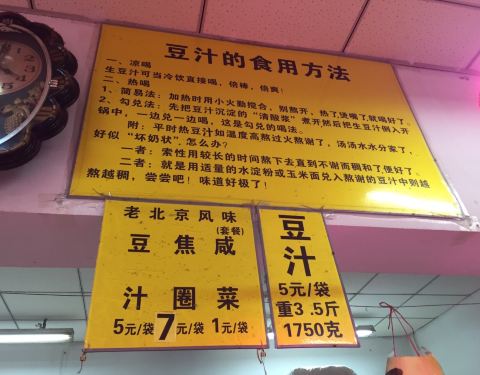 豆汁的食用方法
一、凉喝
生豆汁可当冷饮直接喝,倍棒,倍爽!
二、热喝
1、简易法:加热时用小火勤搅合,别熬开,热了烫嘴了就喝好了。
2、勾兑法:先把豆汁沉淀的“清酸浆”煮开然后把生豆汁倒入开
锅中,一边兑一边喝,这是勾兑的喝法。
附:平时热豆汁如温度高熬过火熬谢了,汤汤水水分家了,
好似“坏奶状”怎么办?
一者:索性用较长的时间熬下去直到不谢而稠和了便好了。
二者:就是用适量的水淀粉或玉米面兑入熬谢的豆汁中则越
熬越稠,尝尝吧!味道好极了!
老北京风味
(套餐)
豆 焦 咸
汁 圈 菜
5元/袋 7元/袋 1元/袋
豆
汁
5元/袋
重3.5斤
1750克